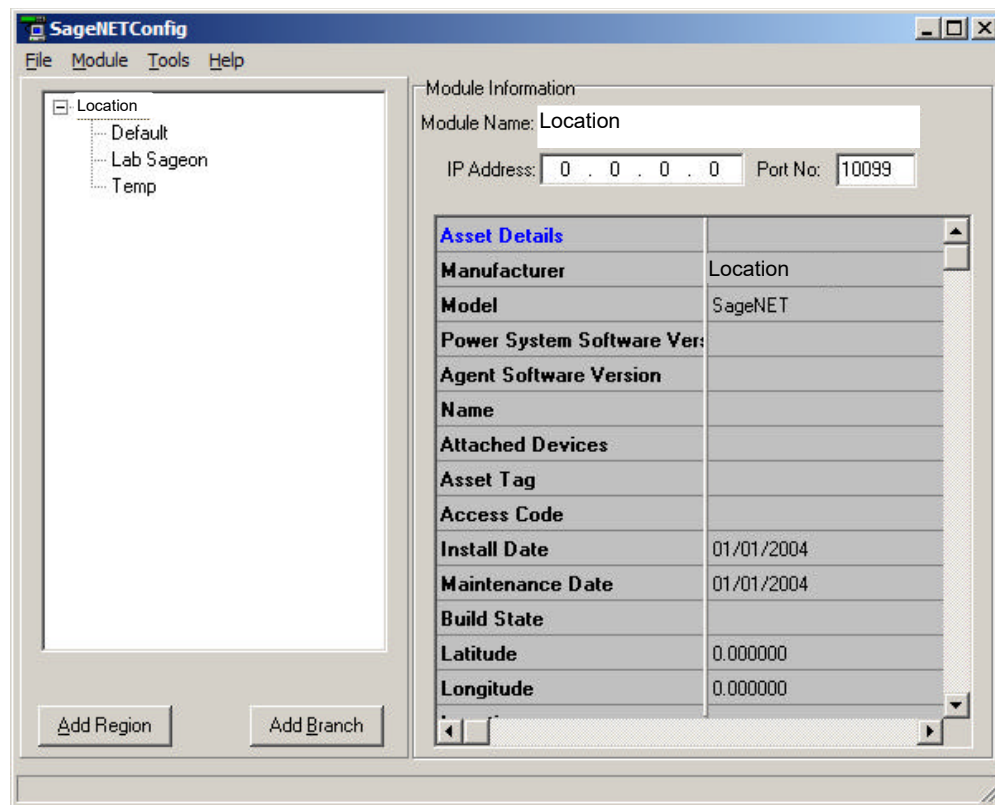 SageNETConfig
File Module Tools Help
Location
Default
Lab Sageon
Temp
Add Region Add Branch
Module Information
Module Name: Location
IP Address: 0 . 0 . 0 . 0 Port No: 10099
Asset Details
Manufacturer Location
Model SageNET
Power System Software Vers
Agent Software Version
Name
Attached Devices
Asset Tag
Access Code
Install Date 01/01/2004
Maintenance Date 01/01/2004
Build State
Latitude 0.000000
Longitude 0.000000